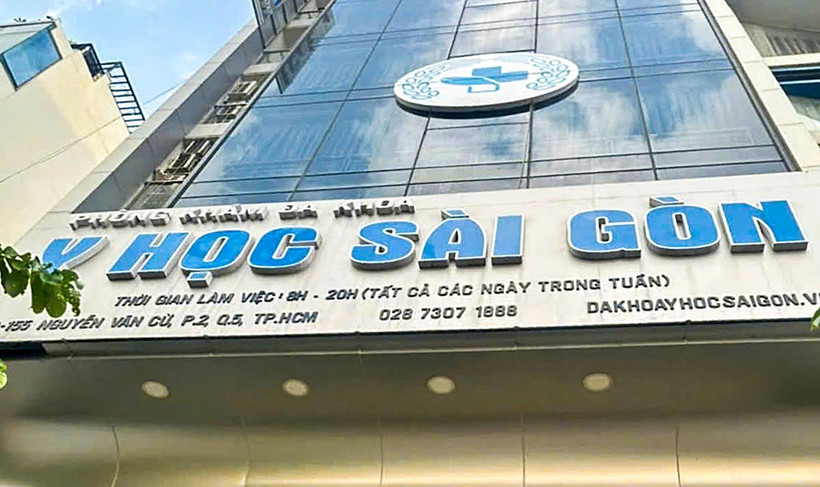 PHÒNG KHÁM ĐA KHOA
Y HỌC SÀI GÒN
THỜI GIAN LÀM VIỆC: 8H - 20H (TẤT CẢ CÁC NGÀY TRONG TUẦN)
-155 NGUYỄN VĂN CỪ, P.2, Q.5, TP.HCM 028 7307 1888 DAKHOAYHOCSAIGON.V